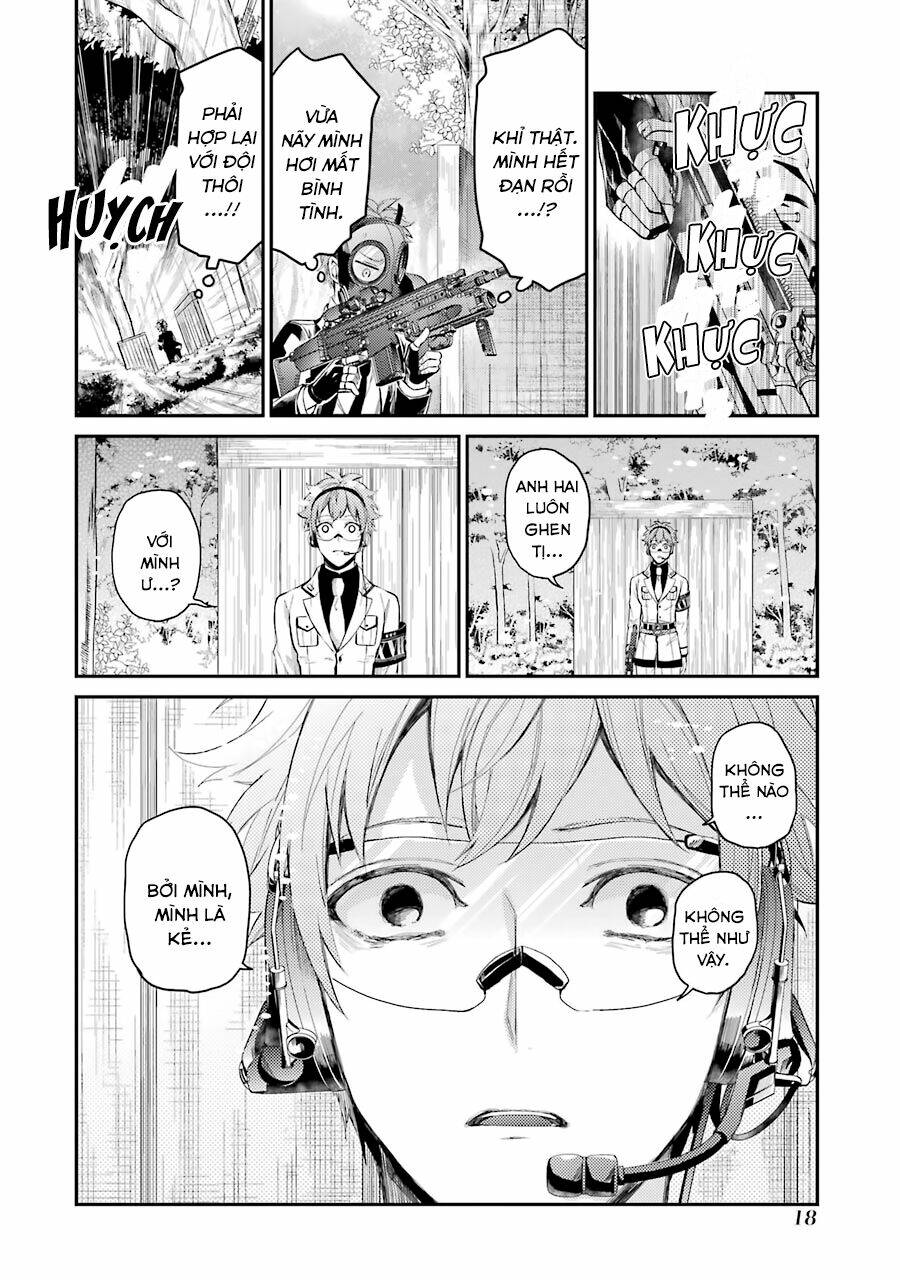 KHỰC
KHỰC
KHỰC
KHỈ THẬT.
MÌNH HẾT
ĐẠN RỒI
...!?
VỪA
NÃY MÌNH
HƠI MẤT
BÌNH
TĨNH.
PHẢI
HỢP LẠI
VỚI ĐỘI
THÔI
...!!
HUỴCH
ANH HAI
LUÔN
GHEN
TỊ...
VỚI
MÌNH
Ư...?
KHÔNG
THỂ NÀO
...
KHÔNG
THỂ NHƯ
VẬY.
BỞI MÌNH,
MÌNH LÀ
KẺ...
18